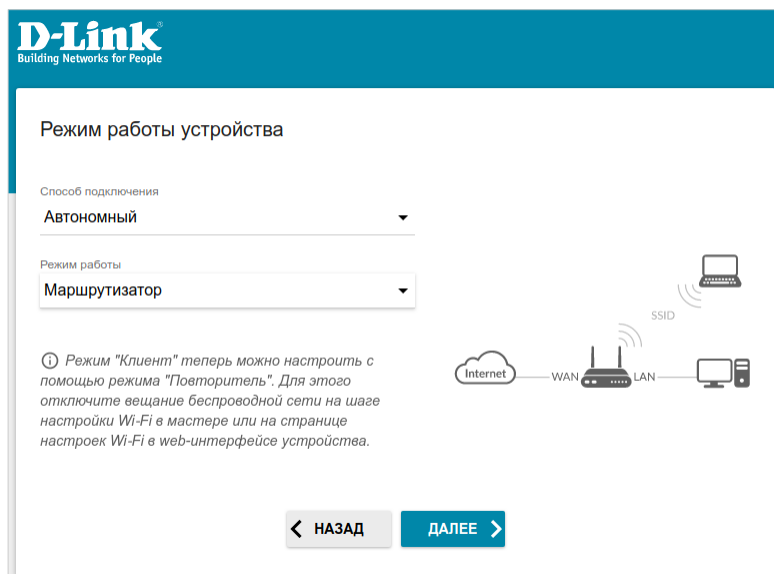 D-Link®
Building Networks for People
Режим работы устройства
Способ подключения
Автономный
Режим работы
Маршрутизатор
Режим "Клиент" теперь можно настроить с
помощью режима "Повторитель". Для этого
отключите вещание беспроводной сети на шаге
настройки Wi-Fi в мастере или на странице
настроек Wi-Fi в web-интерфейсе устройства.
SSID
Internet
WAN
LAN
НАЗАД
ДАЛЕЕ